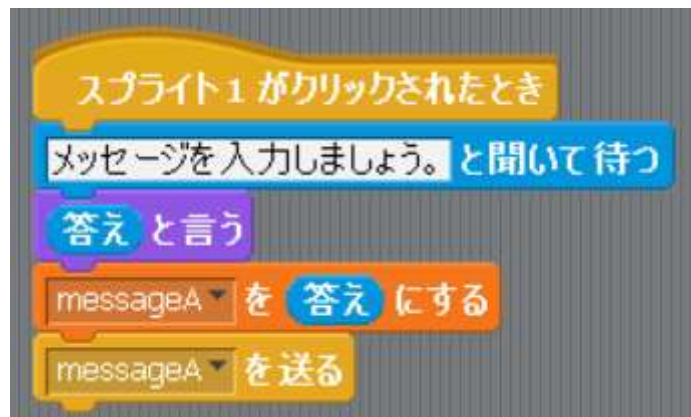 スプライト1 がクリックされたとき
メッセージを入力しましょう。 と聞いて待つ
答え と言う
messageA を 答え にする
messageA を送る